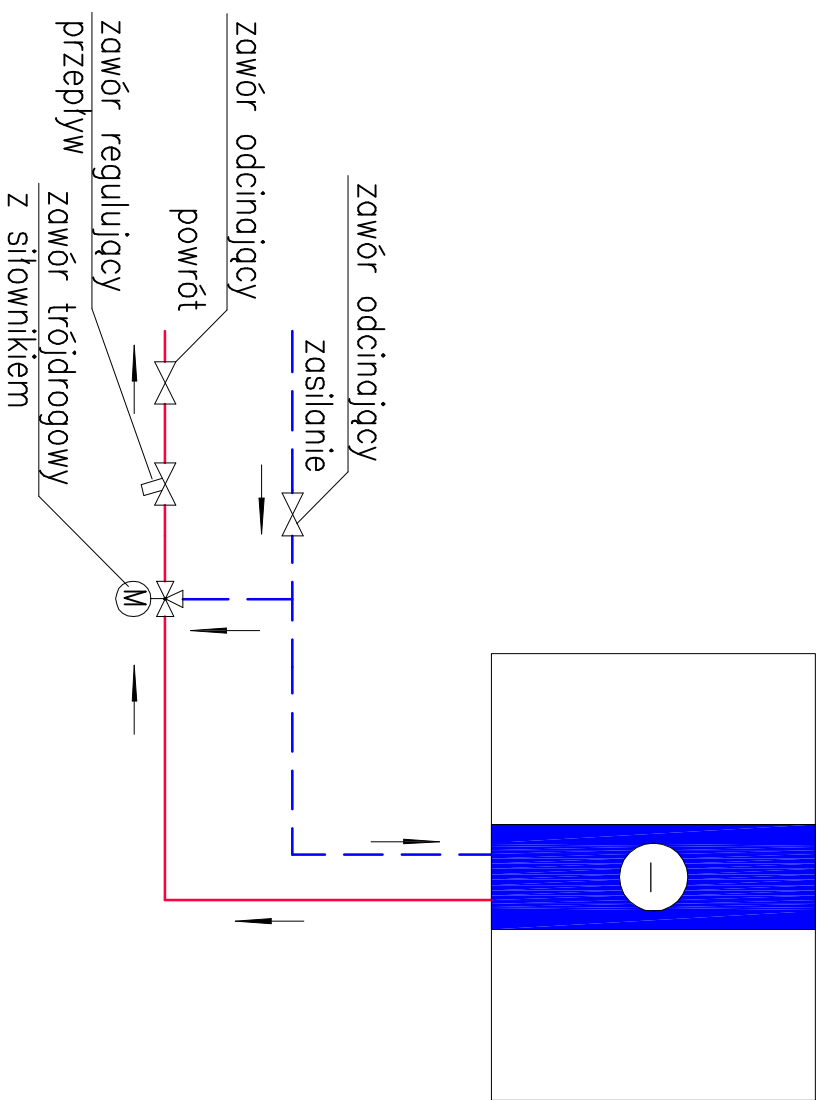 zawór odcinający
zasilanie
zawór odcinający
powrót
zawór regulujący
przepływ
zawór trójdrogowy
z siłownikiem
M